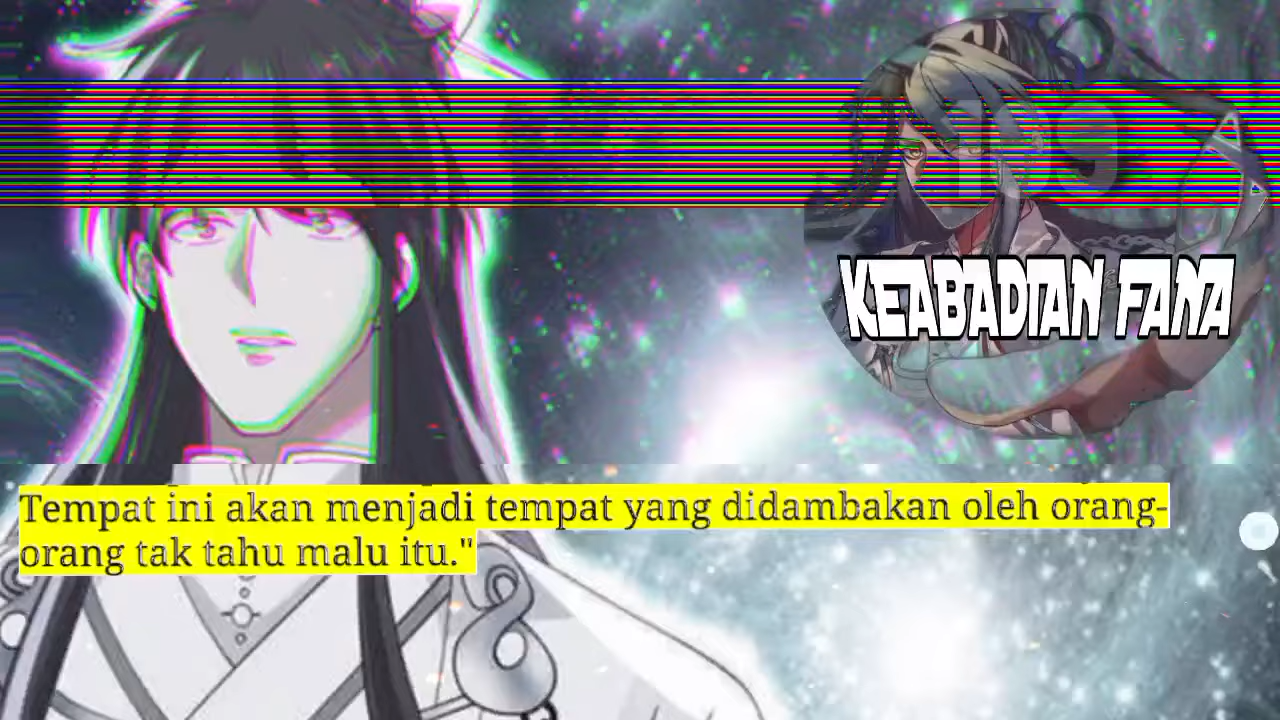 KEABADIAN FANA
Tempat ini akan menjadi tempat yang didambakan oleh orang-
orang tak tahu malu itu."